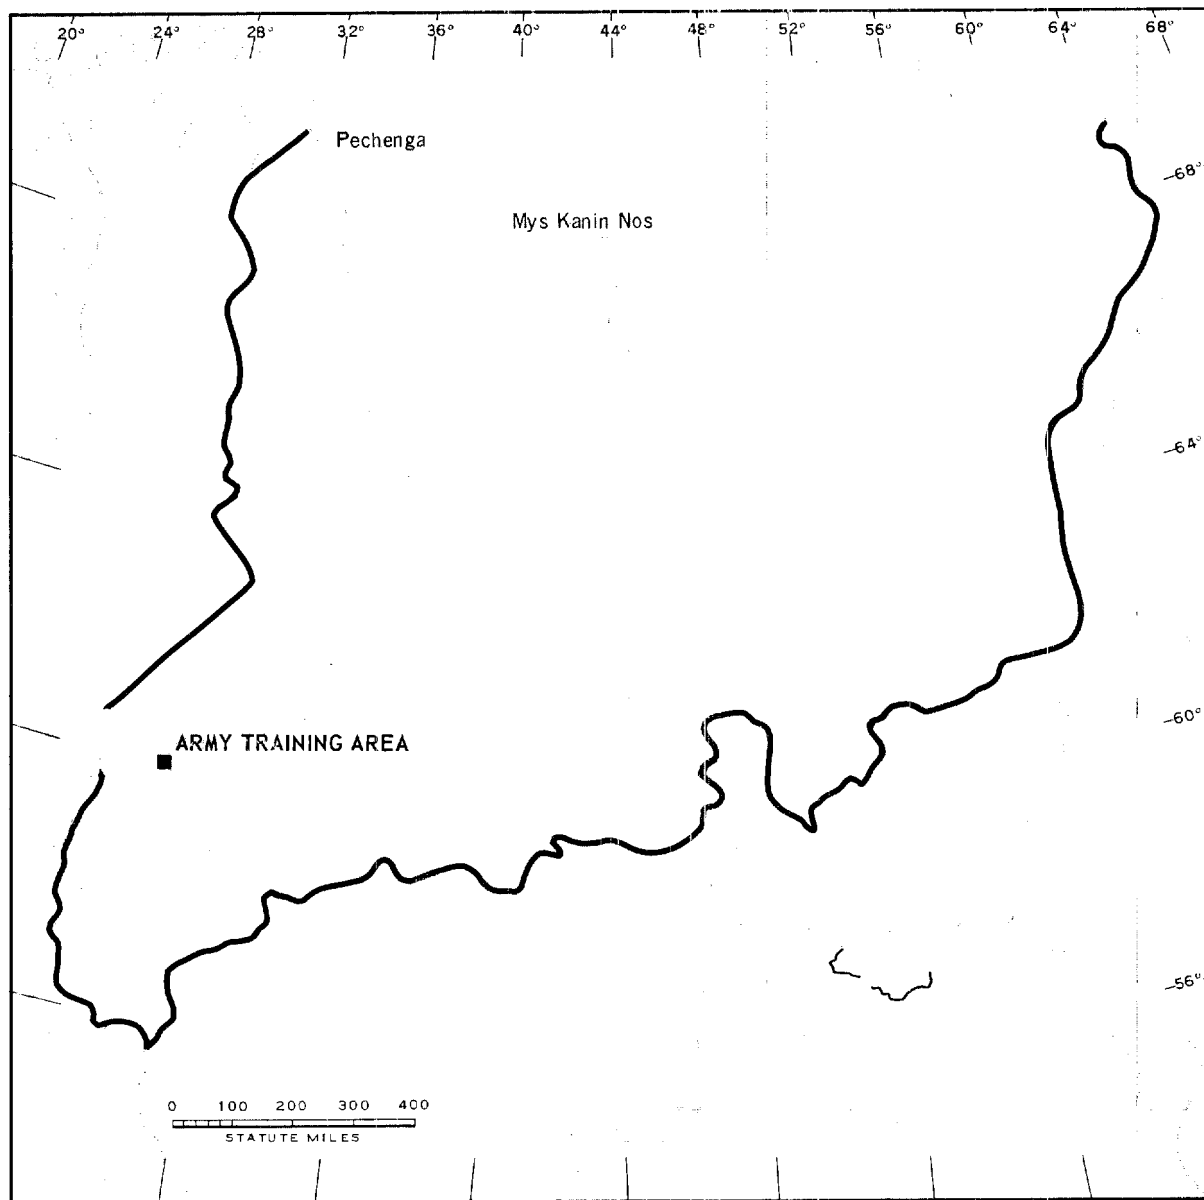 20° 24° 28° 32° 36° 40° 44° 48° 52° 56° 60° 64° 68°
Pechenga
68°
Mys Kanin Nos
64°
60°
ARMY TRAINING AREA
56°
0 100 200 300 400
STATUTE MILES